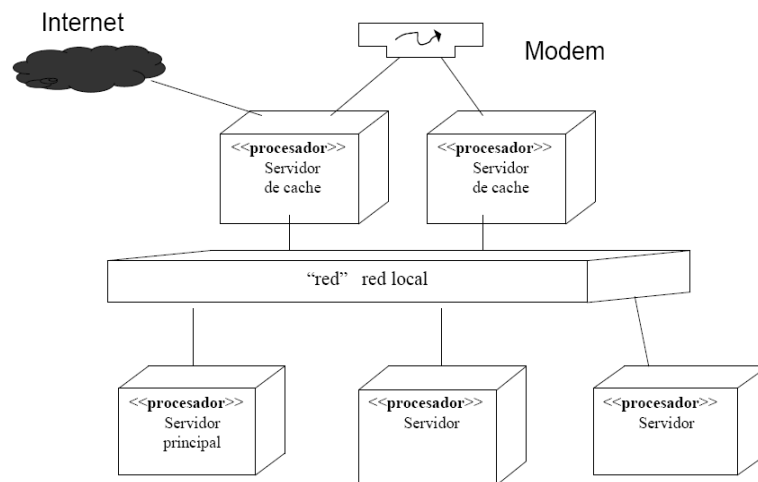 Internet
Modem
<<procesador>>
Servidor
de cache
<<procesador>>
Servidor
de cache
“red” red local
<<procesador>>
Servidor
principal
<<procesador>>
Servidor
<<procesador>>
Servidor